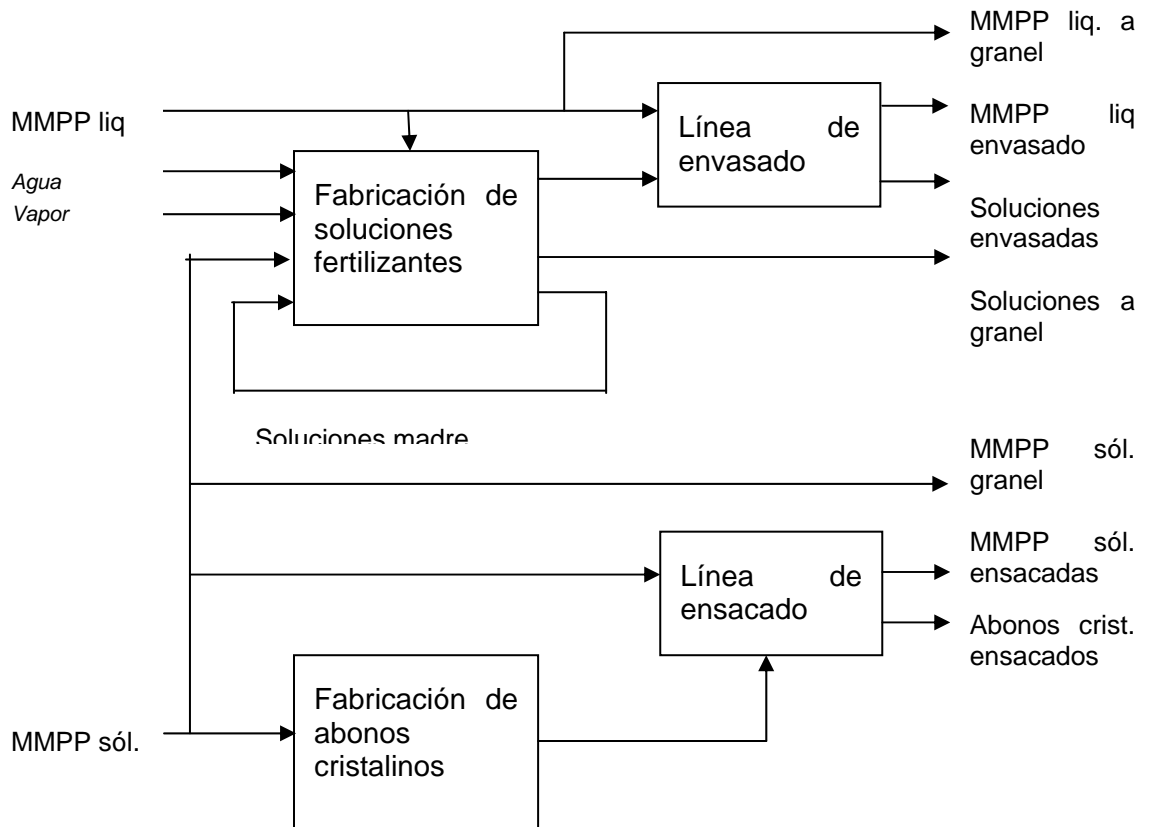 MMPP liq. a
granel
MMPP liq
Línea de
envasado
MMPP liq
envasado
Agua
Vapor
Fabricación de
soluciones
fertilizantes
Soluciones
envasadas
Soluciones a
granel
Soluciones madre
MMPP sól.
granel
Línea de
ensacado
MMPP sól.
ensacadas
Abonos crist.
ensacados
MMPP sól.
Fabricación de
abonos
cristalinos